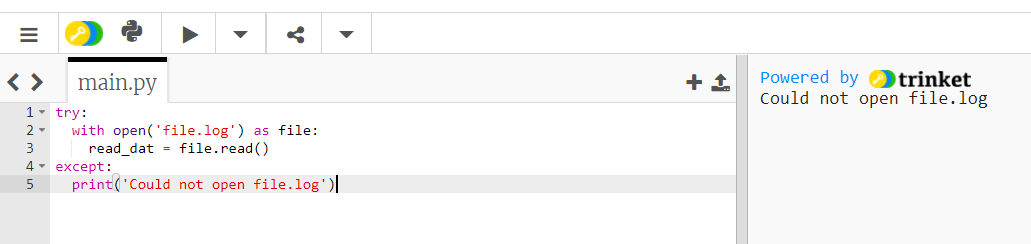 main.py
1 try:
2   with open('file.log') as file:
3     read_dat = file.read()
4 except:
5   print('Could not open file.log')
Powered by trinket
Could not open file.log